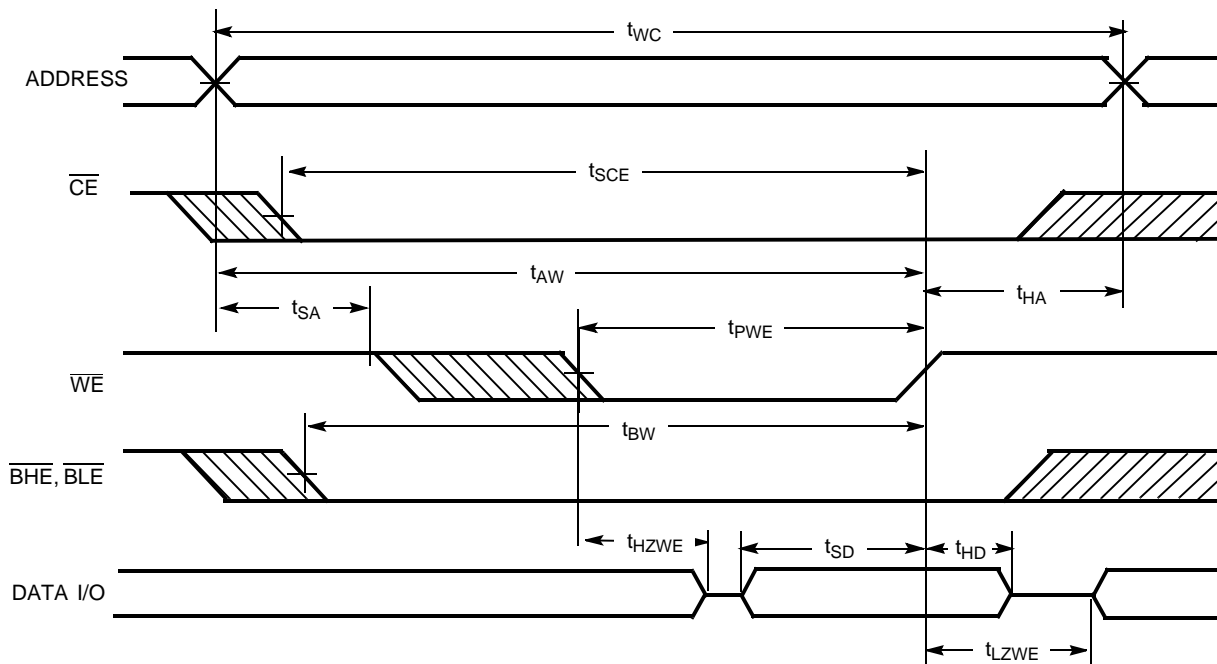 tWC
ADDRESS
tSCE
CE
tAW
tSA
tHA
tPWE
WE
tBW
BHE, BLE
tHZWE
tSD
tHD
DATA I/O
tLZWE